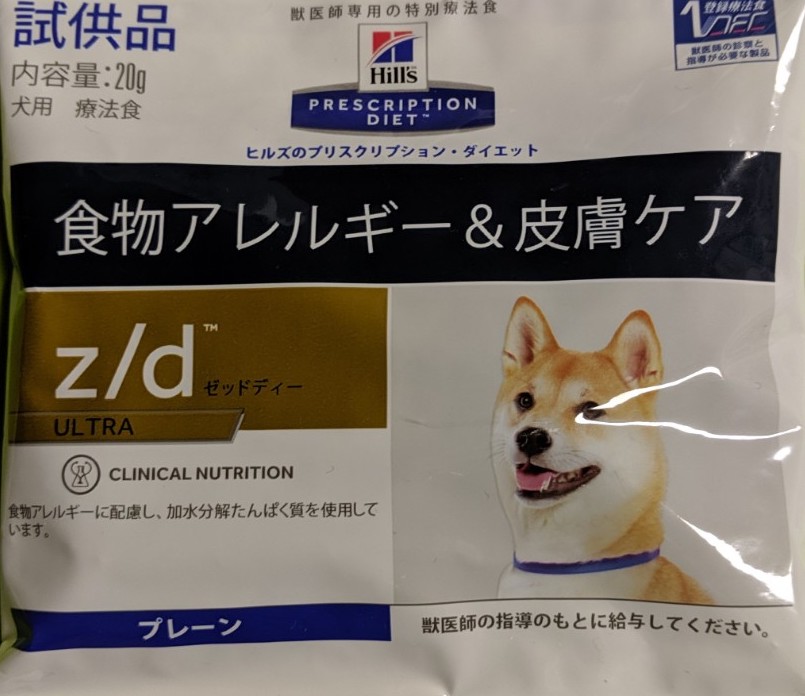 獣医師専用の特別療法食
試供品
内容量:20g
犬用 療法食
Hill's
PRESCRIPTION
DIET™
ヒルズのプリスクリプション・ダイエット
登録療法食
獣医師の診察と
指導が必要な製品
食物アレルギー&皮膚ケア
z/d™
ゼッドディー
ULTRA
CLINICAL NUTRITION
食物アレルギーに配慮し、加水分解たんぱく質を使用して
います。
プレーン
獣医師の指導のもとに給与してください。